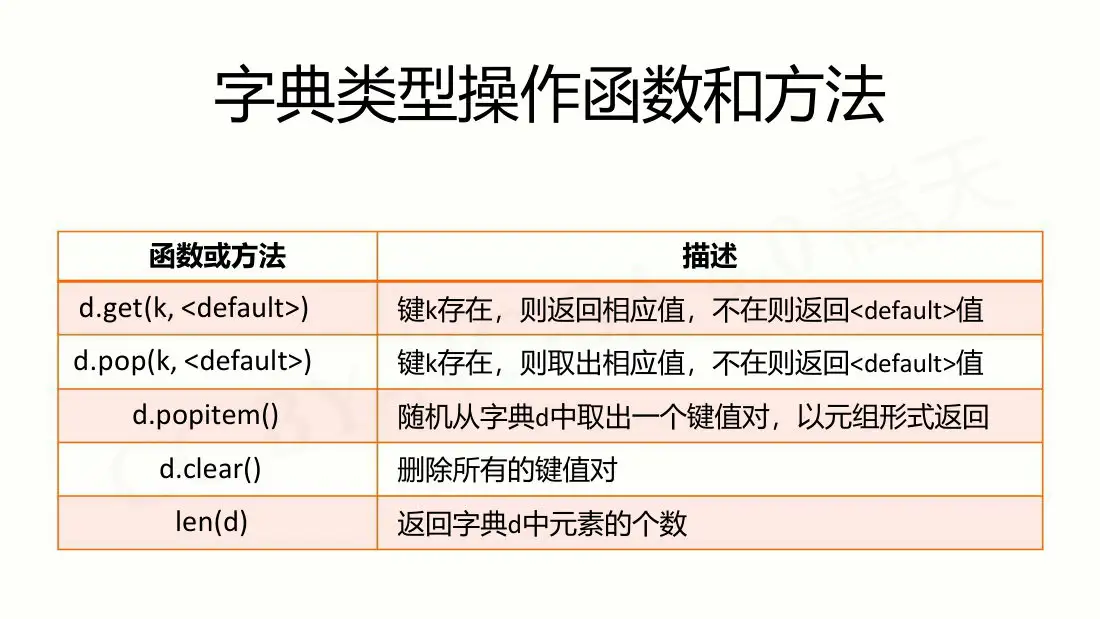 字典类型操作函数和方法
函数或方法 描述
d.get(k, <default>) 键k存在，则返回相应值，不在则返回<default>值
d.pop(k, <default>) 键k存在，则取出相应值，不在则返回<default>值
d.popitem() 随机从字典d中取出一个键值对，以元组形式返回
d.clear() 删除所有的键值对
len(d) 返回字典d中元素的个数
嵩天